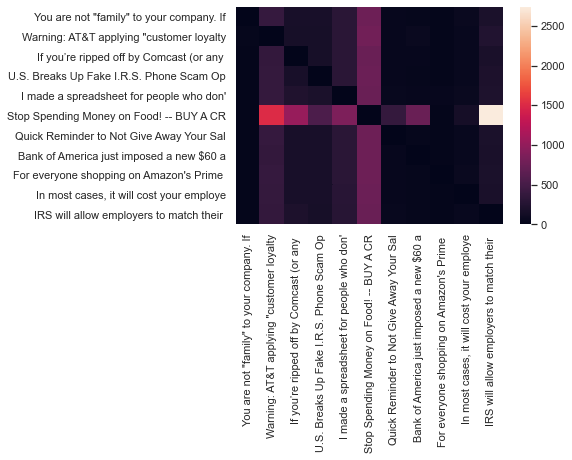 You are not "family" to your company. If
Warning: AT&T applying "customer loyalty
If you're ripped off by Comcast (or any
U.S. Breaks Up Fake I.R.S. Phone Scam Op
I made a spreadsheet for people who don'
Stop Spending Money on Food! -- BUY A CR
Quick Reminder to Not Give Away Your Sal
Bank of America just imposed a new $60 a
For everyone shopping on Amazon's Prime
In most cases, it will cost your employe
IRS will allow employers to match their
2500
2000
1500
1000
500
0
You are not "family" to your company. If
Warning: AT&T applying "customer loyalty
If you're ripped off by Comcast (or any
U.S. Breaks Up Fake I.R.S. Phone Scam Op
I made a spreadsheet for people who don'
Stop Spending Money on Food! -- BUY A CR
Quick Reminder to Not Give Away Your Sal
Bank of America just imposed a new $60 a
For everyone shopping on Amazon's Prime
In most cases, it will cost your employe
IRS will allow employers to match their